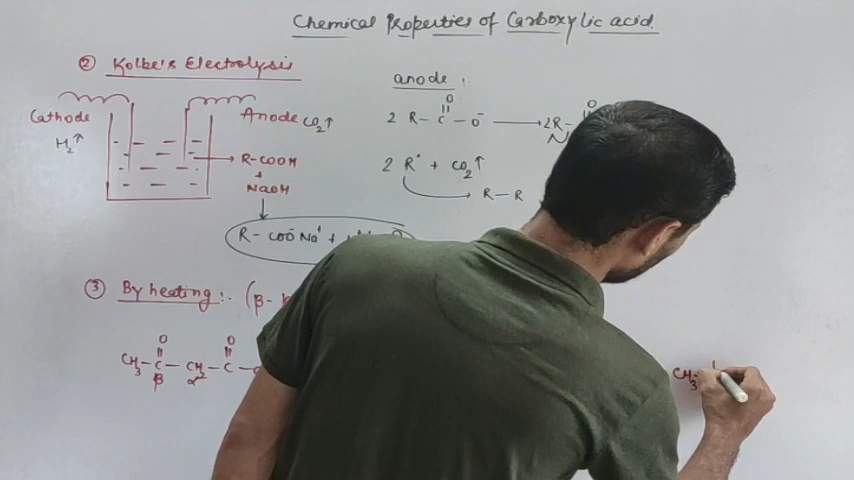 Chemical Properties of Carboxylic acid.
② Kolbe's Electrolysis
Cathode
H₂↑
Anode CO₂↑
R-COOH
+
NaOH
R-COO⁻Na⁺ +
anode :-
O
2 R-C-O⁻ → 2R-
O
2 R• + CO₂↑
R-R
③ By heating :- (β-
O O
CH₃-C-CH₂-C-
β α
CH₃-